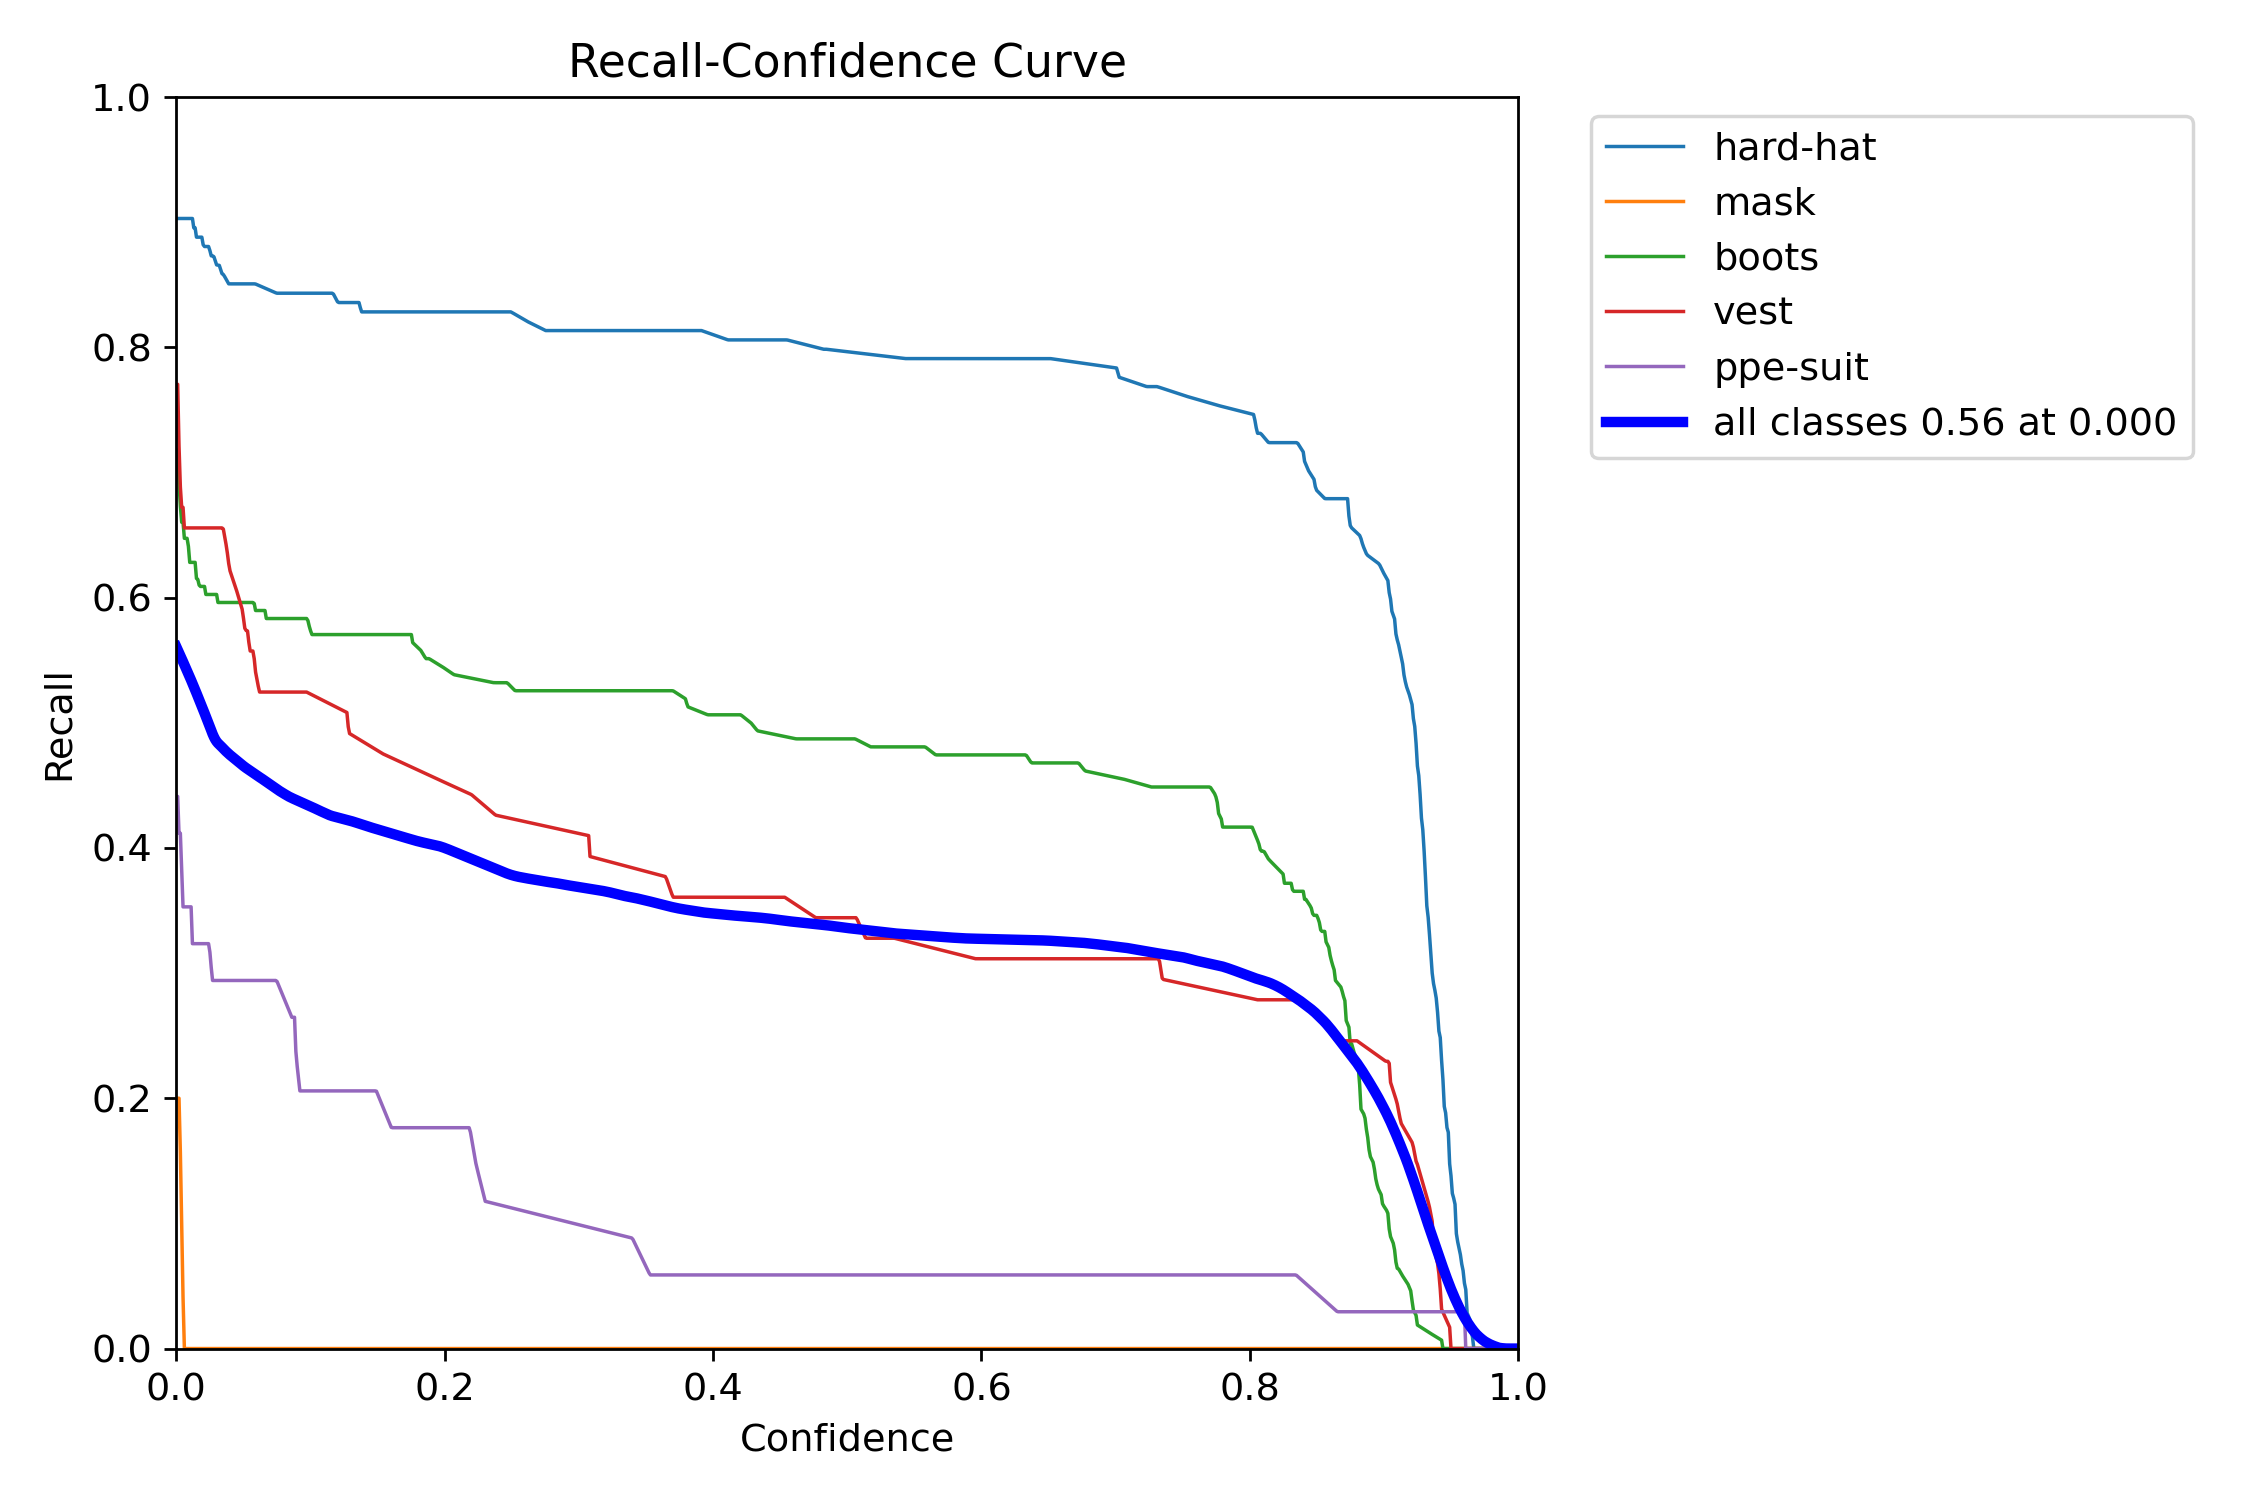 Recall-Confidence Curve
1.0
0.8
0.6
0.4
0.2
0.0
Recall
0.0 0.2 0.4 0.6 0.8 1.0
Confidence
hard-hat
mask
boots
vest
ppe-suit
all classes 0.56 at 0.000